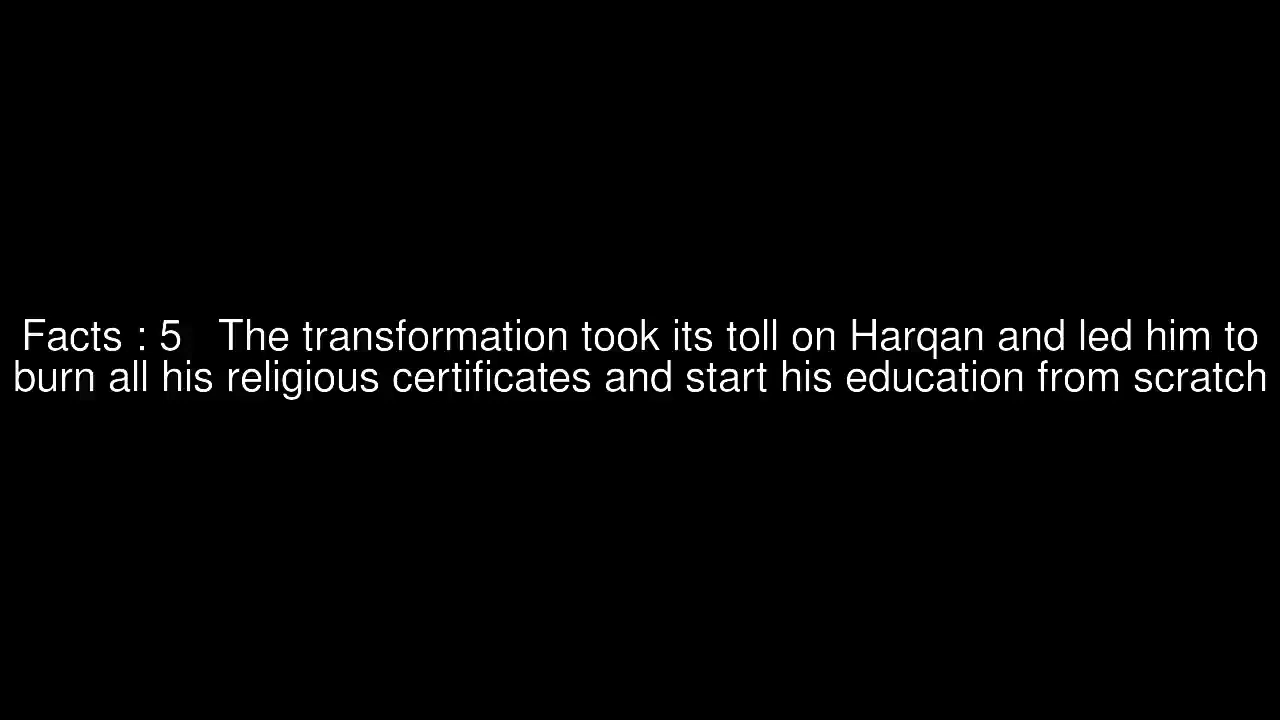 Facts : 5   The transformation took its toll on Harqan and led him to
burn all his religious certificates and start his education from scratch